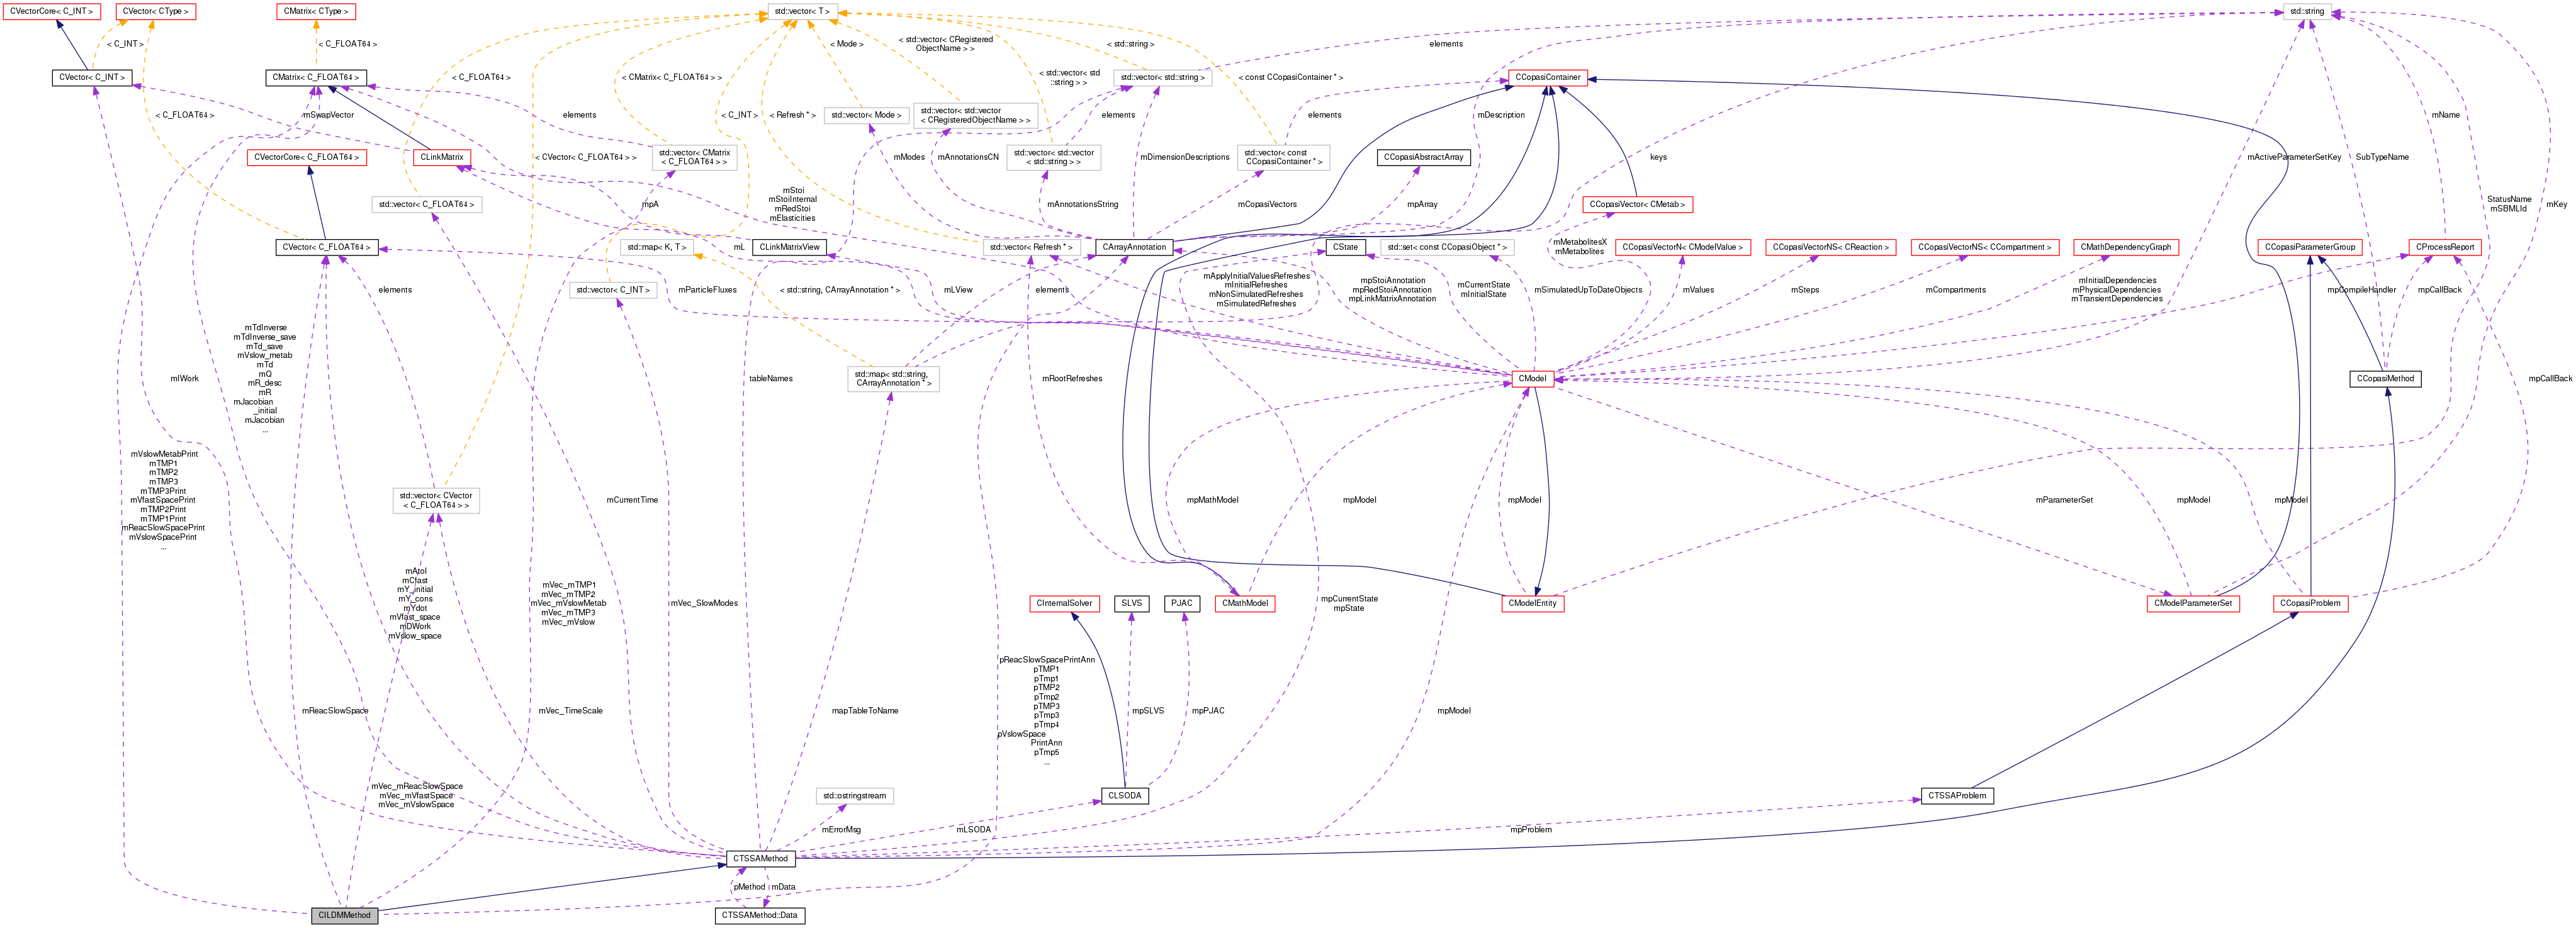 CVectorCore< C_INT >
CVector< CType >
CMatrix< CType >
std::vector< T >
std::string
< C_INT >
< C_FLOAT64 >
< Mode >
< std::vector< CRegistered
ObjectName > >
< std::string >
elements
CVector< C_INT >
CMatrix< C_FLOAT64 >
< C_FLOAT64 >
< CMatrix< C_FLOAT64 > >
< std::vector< std
::string > >
std::vector< std::string >
< const CCopasiContainer * >
CCopasiContainer
< C_FLOAT64 >
mSwapVector
elements
< C_INT >
< Refresh * >
std::vector< Mode >
std::vector< std::vector
< CRegisteredObjectName > >
elements
elements
mDescription
mName
CVectorCore< C_FLOAT64 >
CLinkMatrix
< CVector< C_FLOAT64 > >
std::vector< CMatrix
< C_FLOAT64 > >
mModes
mAnnotationsCN
std::vector< std::vector
< std::string > >
mDimensionDescriptions
std::vector< const
CCopasiContainer * >
CCopasiAbstractArray
keys
mActiveParameterSetKey
SubTypeName
std::vector< C_FLOAT64 >
mpA
mStoi
mStoiInternal
mRedStoi
mElasticities
mAnnotationsString
mCopasiVectors
mpArray
CCopasiVector< CMetab >
StatusName
mSBMLId
mKey
CVector< C_FLOAT64 >
std::map< K, T >
mL
CLinkMatrixView
std::vector< Refresh * >
CArrayAnnotation
CState
std::set< const CCopasiObject * >
mMetabolitesX
mMetabolites
CCopasiVectorN< CModelValue >
CCopasiVectorNS< CReaction >
CCopasiVectorNS< CCompartment >
CMathDependencyGraph
CCopasiParameterGroup
CProcessReport
elements
std::vector< C_INT >
mParticleFluxes
< std::string, CArrayAnnotation * >
mLView
elements
mApplyInitialValuesRefreshes
mInitialRefreshes
mNonSimulatedRefreshes
mSimulatedRefreshes
mpStoiAnnotation
mpRedStoiAnnotation
mpLinkMatrixAnnotation
mCurrentState
mInitialState
mSimulatedUpToDateObjects
mValues
mSteps
mCompartments
mInitialDependencies
mPhysicalDependencies
mTransientDependencies
mpCompileHandler
mpCallBack
mTdInverse
mTdInverse_save
mTd_save
mVslow_metab
mTd
mQ
mR_desc
mR
mJacobian
_initial
mJacobian
...
mIWork
tableNames
std::map< std::string,
CArrayAnnotation * >
mRootRefreshes
CModel
CCopasiMethod
mpCallBack
mVslowMetabPrint
mTMP1
mTMP2
mTMP3
mTMP3Print
mVfastSpacePrint
mTMP2Print
mTMP1Print
mReacSlowSpacePrint
mVslowSpacePrint
...
std::vector< CVector
< C_FLOAT64 > >
mCurrentTime
mpMathModel
mpModel
mpModel
mParameterSet
mpModel
mpModel
mAtol
mCfast
mY_initial
mY_cons
mYdot
mVfast_space
mDWork
mVslow_space
mVec_mTMP1
mVec_mTMP2
mVec_mVslowMetab
mVec_mTMP3
mVec_mVslow
mVec_SlowModes
CInternalSolver
SLVS
PJAC
CMathModel
mpCurrentState
mpState
CModelEntity
CModelParameterSet
CCopasiProblem
mReacSlowSpace
mVec_TimeScale
mapTableToName
pReacSlowSpacePrintAnn
pTMP1
pTmp1
pTMP2
pTmp2
pTMP3
pTmp3
pTmp4
pVslowSpace
PrintAnn
pTmp5
...
mpSLVS
mpPJAC
mpModel
mVec_mReacSlowSpace
mVec_mVfastSpace
mVec_mVslowSpace
std::ostringstream
CLSODA
CTSSAProblem
mErrorMsg
mLSODA
mpProblem
CTSSAMethod
pMethod
mData
CILDMMethod
CTSSAMethod::Data